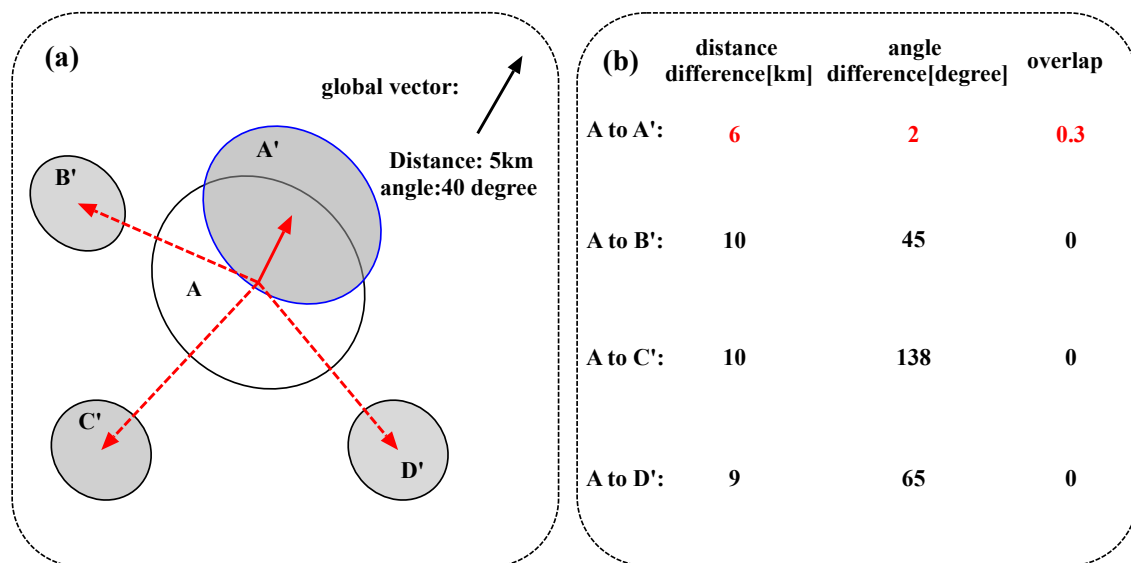 (a)
global vector:
Distance: 5km
angle:40 degree
A'
B'
A
C'
D'
(b)
distance difference[km]
angle difference[degree]
overlap
A to A': 6 2 0.3
A to B': 10 45 0
A to C': 10 138 0
A to D': 9 65 0